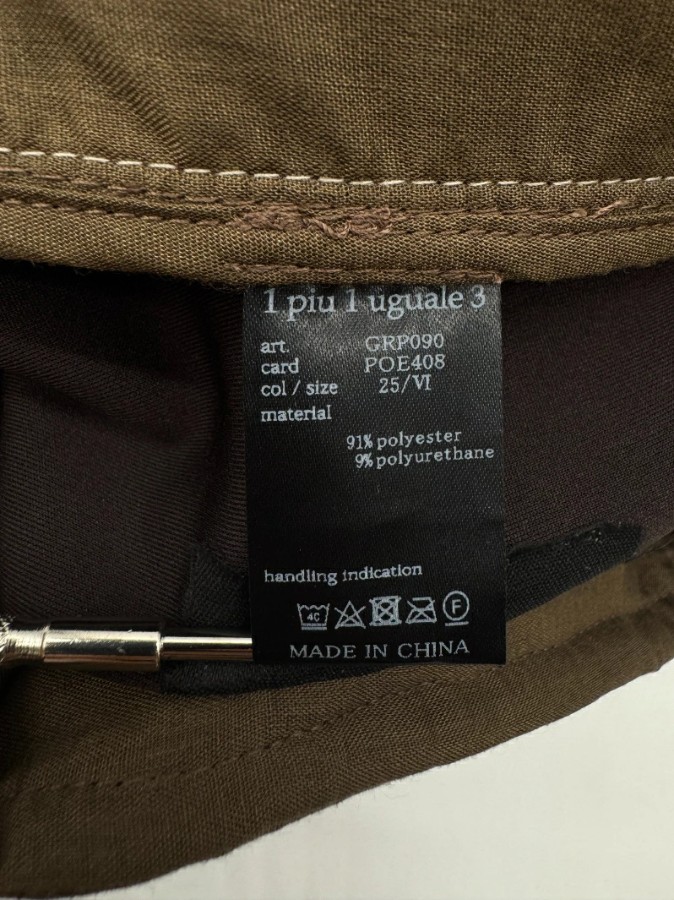 1 piu 1 uguale 3
art. GRP090
card POE408
col / size 25/VI
material
91% polyester
9% polyurethane
handling indication
4C F
MADE IN CHINA